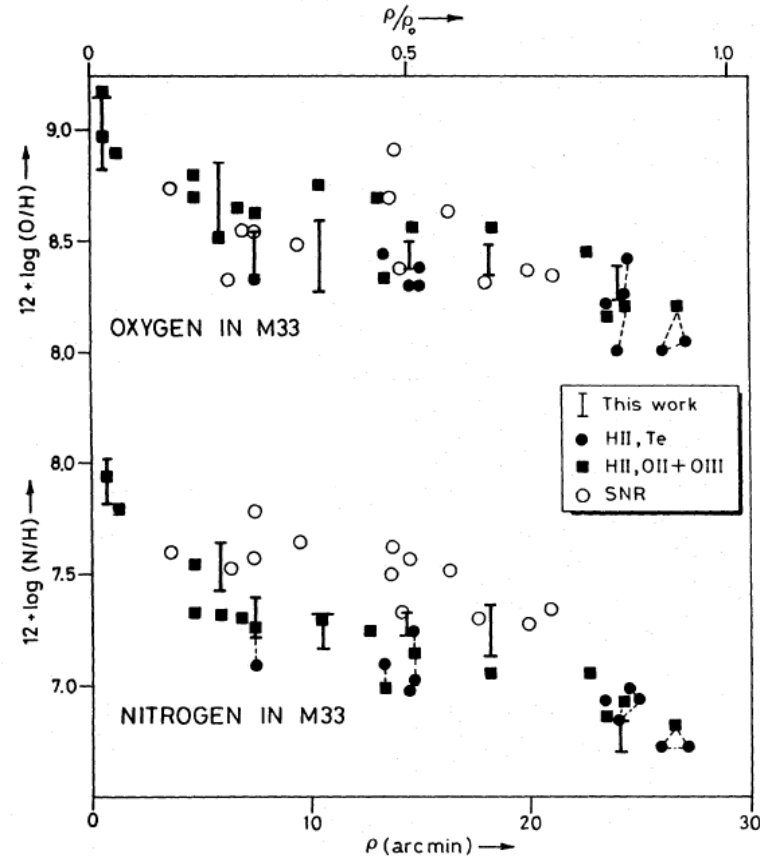 ρ/ρ₀ →
0 0.5 1.0
9.0
8.5
8.0
12 + log (O/H) →
OXYGEN IN M33
This work
HII, Te
HII, OII + OIII
SNR
8.0
7.5
7.0
12 + log (N/H) →
NITROGEN IN M33
0 10 20 30
ρ (arc min) →